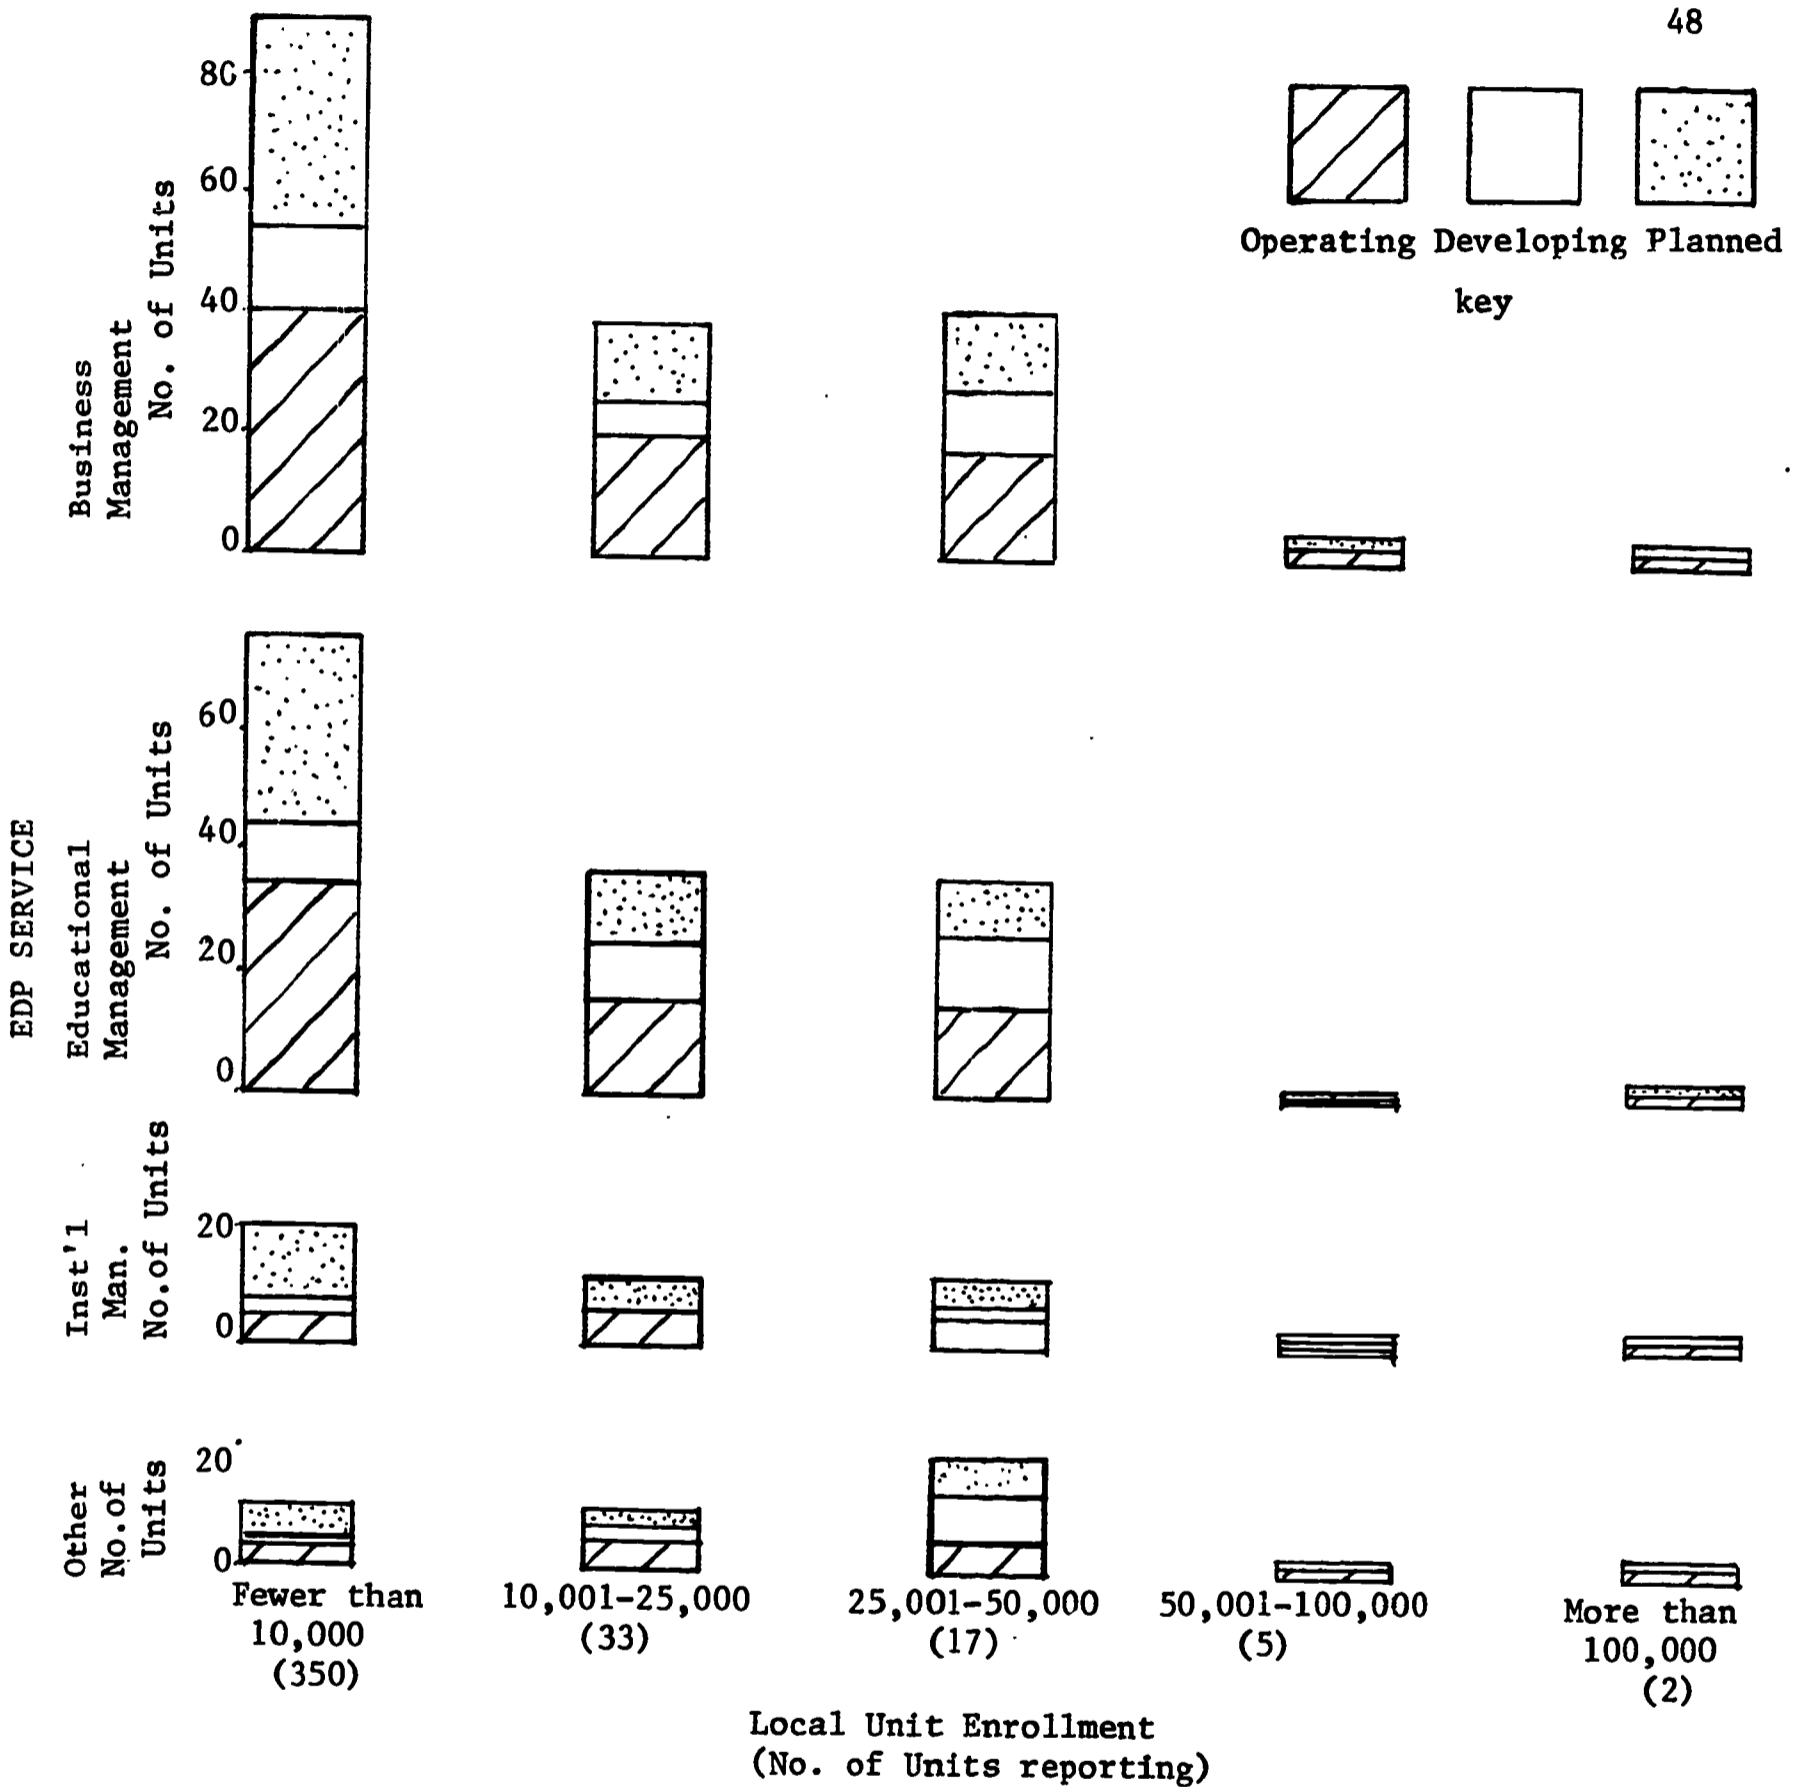 48
Operating Developing Planned
key
Business
Management
No. of Units
80
60
40
20
0
EDP SERVICE
Educational
Management
No. of Units
60
40
20
0
Inst'l
Man.
No.of Units
20
0
Other
No.of
Units
20
0
Fewer than
10,000
(350)
10,001-25,000
(33)
25,001-50,000
(17)
50,001-100,000
(5)
More than
100,000
(2)
Local Unit Enrollment
(No. of Units reporting)